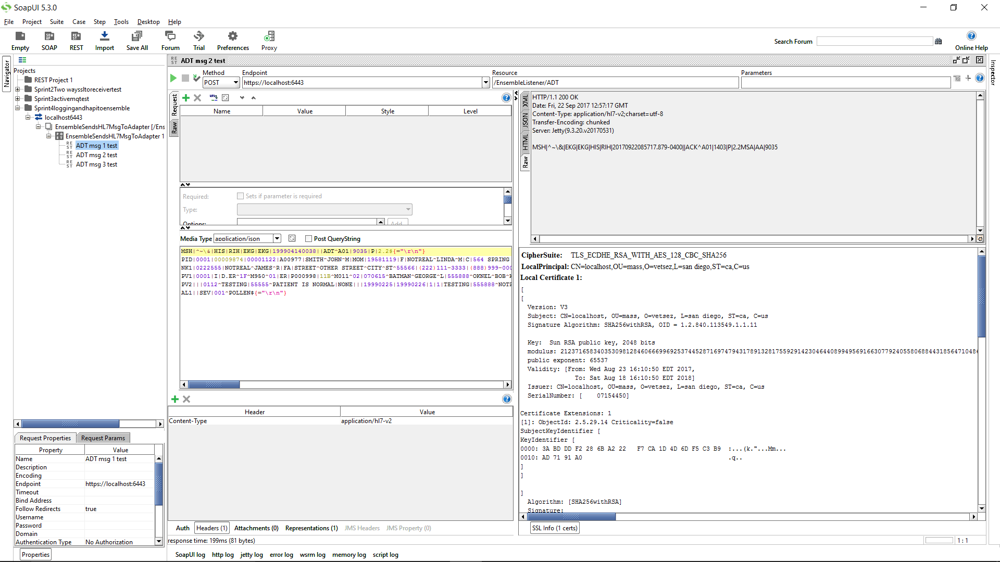 SoapUI 5.3.0
File Project Suite Case Step Tools Desktop Help
Empty SOAP REST Import Save All Forum Trial Preferences Proxy
Search Forum
Online Help
Navigator
Projects
REST Project 1
Sprint2Two wayssltoreceivertest
Sprint3activemqtest
Sprint4loggingandhapitoensemble
localhost6443
EnsembleSendsHL7MsgToAdapter [/Ens
EnsembleSendsHL7MsgToAdapter 1
ADT msg 1 test
ADT msg 2 test
ADT msg 3 test
Request Properties Request Params
Property Value
Name ADT msg 1 test
Description
Encoding
Endpoint https://localhost:6443
Timeout
Bind Address
Follow Redirects true
Username
Password
Domain
Authentication Type No Authorization
Properties
ADT msg 2 test
Method Endpoint Resource Parameters
POST https://localhost:6443 /EnsembleListener/ADT
Request
Raw
Name Value Style Level
Required: Sets if parameter is required
Type:
Options: Add
Media Type application/json Post QueryString
MSH|^~\&|HIS|RIH|EKG|EKG|199904140038||ADT^A01|9035|P|2.2${="\r\n"}
PID|0001|00009874|00001122|A00977|SMITH^JOHN^M|MOM|19581119|F|NOTREAL^LINDA^M|C|564 SPRING
NK1|0222555|NOTREAL^JAMES^R|FA|STREET^OTHER STREET^CITY^ST^55566|(222)111-3333|(888)999-000
PV1|0001|I|D.ER^1F^M950^01|ER|P000998|11B^M011^02|070615^BATMAN^GEORGE^L|555888^OKNEL^BOB^K
PV2|||0112^TESTING|55555^PATIENT IS NORMAL|NONE|||19990225|19990226|1|1|TESTING|555888^NOTR
AL1||SEV|001^POLLEN${="\r\n"}
Header Value
Content-Type application/hl7-v2
Auth Headers (1) Attachments (0) Representations (1) JMS Headers JMS Property (0)
response time: 199ms (81 bytes)
SoapUI log http log jetty log error log wsrm log memory log script log
XML
JSON
HTML
Raw
HTTP/1.1 200 OK
Date: Fri, 22 Sep 2017 12:57:17 GMT
Content-Type: application/hl7-v2;charset=utf-8
Transfer-Encoding: chunked
Server: Jetty(9.3.20.v20170531)
MSH|^~\&|EKG|EKG|HIS|RIH|20170922085717.879-0400||ACK^A01|1403|P|2.2MSA|AA|9035
CipherSuite: TLS_ECDHE_RSA_WITH_AES_128_CBC_SHA256
LocalPrincipal: CN=localhost,OU=mass,O=vetsez,L=san diego,ST=ca,C=us
Local Certificate 1:
[
[
Version: V3
Subject: CN=localhost, OU=mass, O=vetsez, L=san diego, ST=ca, C=us
Signature Algorithm: SHA256withRSA, OID = 1.2.840.113549.1.1.11
Key: Sun RSA public key, 2048 bits
modulus:
public exponent: 65537
Validity: [From: Wed Aug 23 16:10:50 EDT 2017,
To: Sat Aug 18 16:10:50 EDT 2018]
Issuer: CN=localhost, OU=mass, O=vetsez, L=san diego, ST=ca, C=us
SerialNumber: [ 07154450]
Certificate Extensions: 1
[1]: ObjectId: 2.5.29.14 Criticality=false
SubjectKeyIdentifier [
KeyIdentifier [
0000: 3A BD DD F2 28 6B A2 22 F7 CA 1D 4D 6D F5 C3 B9 :...(k."...Mm...
0010: AD 71 91 A0 .q..
]
]
]
Algorithm: [SHA256withRSA]
Signature:
SSL Info (1 certs)
1 : 1
Inspector